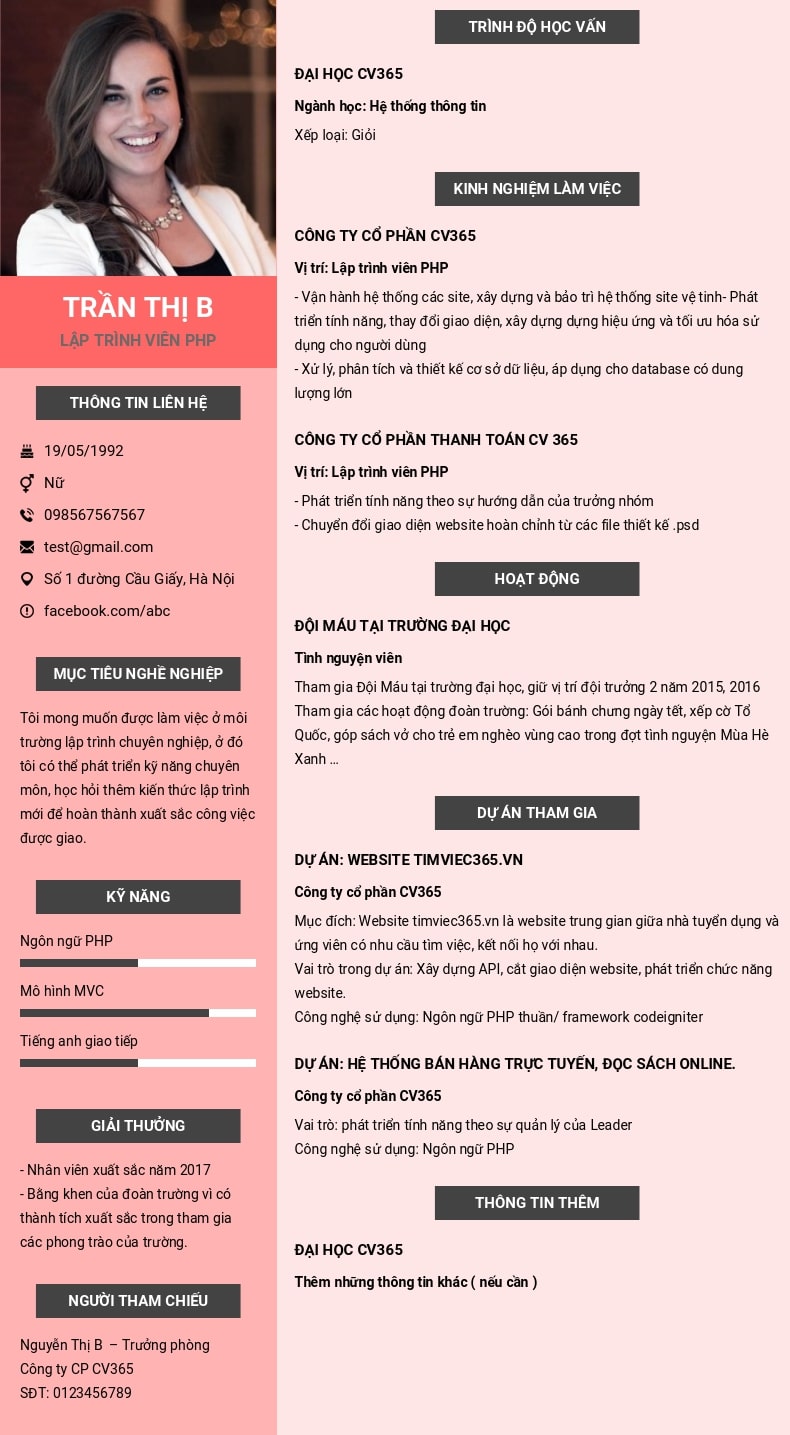 TRẦN THỊ B
LẬP TRÌNH VIÊN PHP
THÔNG TIN LIÊN HỆ
19/05/1992
Nữ
098567567567
test@gmail.com
Số 1 đường Cầu Giấy, Hà Nội
facebook.com/abc
MỤC TIÊU NGHỀ NGHIỆP
Tôi mong muốn được làm việc ở môi
trường lập trình chuyên nghiệp, ở đó
tôi có thể phát triển kỹ năng chuyên
môn, học hỏi thêm kiến thức lập trình
mới để hoàn thành xuất sắc công việc
được giao.
KỸ NĂNG
Ngôn ngữ PHP
Mô hình MVC
Tiếng anh giao tiếp
GIẢI THƯỞNG
- Nhân viên xuất sắc năm 2017
- Bằng khen của đoàn trường vì có
thành tích xuất sắc trong tham gia
các phong trào của trường.
NGƯỜI THAM CHIẾU
Nguyễn Thị B – Trưởng phòng
Công ty CP CV365
SĐT: 0123456789
TRÌNH ĐỘ HỌC VẤN
ĐẠI HỌC CV365
Ngành học: Hệ thống thông tin
Xếp loại: Giỏi
KINH NGHIỆM LÀM VIỆC
CÔNG TY CỔ PHẦN CV365
Vị trí: Lập trình viên PHP
- Vận hành hệ thống các site, xây dựng và bảo trì hệ thống site vệ tinh- Phát
triển tính năng, thay đổi giao diện, xây dựng dựng hiệu ứng và tối ưu hóa sử
dụng cho người dùng
- Xử lý, phân tích và thiết kế cơ sở dữ liệu, áp dụng cho database có dung
lượng lớn
CÔNG TY CỔ PHẦN THANH TOÁN CV 365
Vị trí: Lập trình viên PHP
- Phát triển tính năng theo sự hướng dẫn của trưởng nhóm
- Chuyển đổi giao diện website hoàn chỉnh từ các file thiết kế .psd
HOẠT ĐỘNG
ĐỘI MÁU TẠI TRƯỜNG ĐẠI HỌC
Tình nguyện viên
Tham gia Đội Máu tại trường đại học, giữ vị trí đội trưởng 2 năm 2015, 2016
Tham gia các hoạt động đoàn trường: Gói bánh chưng ngày tết, xếp cờ Tổ
Quốc, góp sách vở cho trẻ em nghèo vùng cao trong đợt tình nguyện Mùa Hè
Xanh ...
DỰ ÁN THAM GIA
DỰ ÁN: WEBSITE TIMVIEC365.VN
Công ty cổ phần CV365
Mục đích: Website timviec365.vn là website trung gian giữa nhà tuyển dụng và
ứng viên có nhu cầu tìm việc, kết nối họ với nhau.
Vai trò trong dự án: Xây dựng API, cắt giao diện website, phát triển chức năng
website.
Công nghệ sử dụng: Ngôn ngữ PHP thuần/ framework codeigniter
DỰ ÁN: HỆ THỐNG BÁN HÀNG TRỰC TUYẾN, ĐỌC SÁCH ONLINE.
Công ty cổ phần CV365
Vai trò: phát triển tính năng theo sự quản lý của Leader
Công nghệ sử dụng: Ngôn ngữ PHP
THÔNG TIN THÊM
ĐẠI HỌC CV365
Thêm những thông tin khác ( nếu cần )